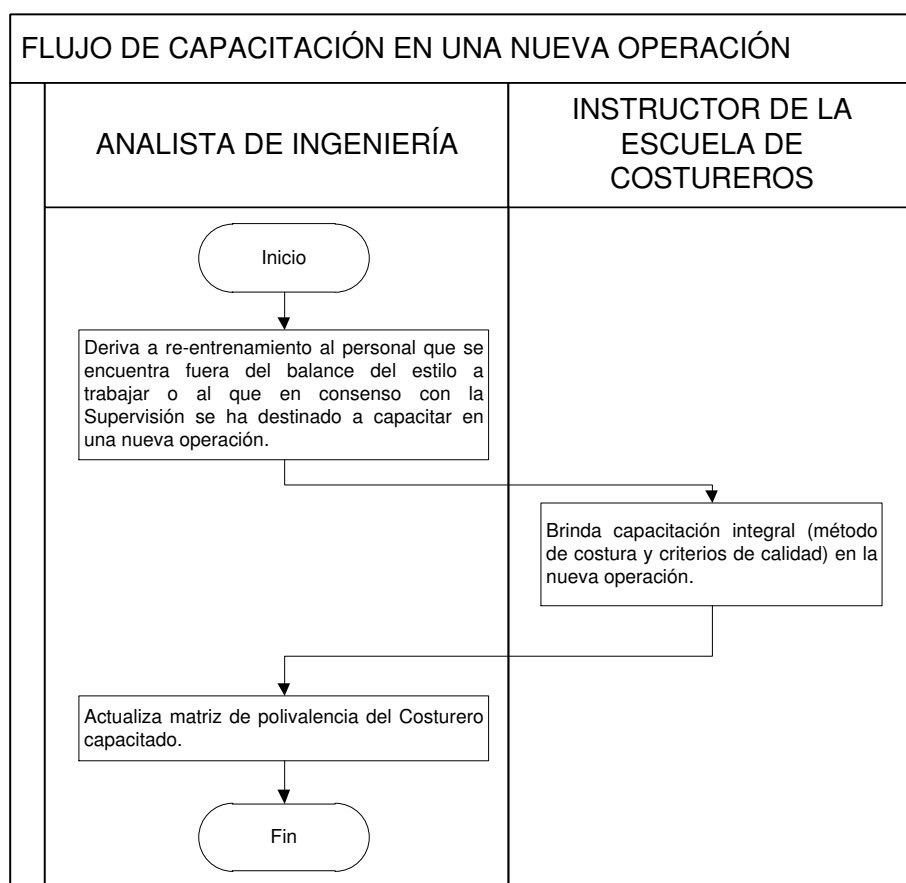 FLUJO DE CAPACITACIÓN EN UNA NUEVA OPERACIÓN
ANALISTA DE INGENIERÍA
INSTRUCTOR DE LA
ESCUELA DE
COSTUREROS
Inicio
Deriva a re-entrenamiento al personal que se
encuentra fuera del balance del estilo a
trabajar o al que en consenso con la
Supervisión se ha destinado a capacitar en
una nueva operación.
Brinda capacitación integral (método
de costura y criterios de calidad) en la
nueva operación.
Actualiza matriz de polivalencia del Costurero
capacitado.
Fin